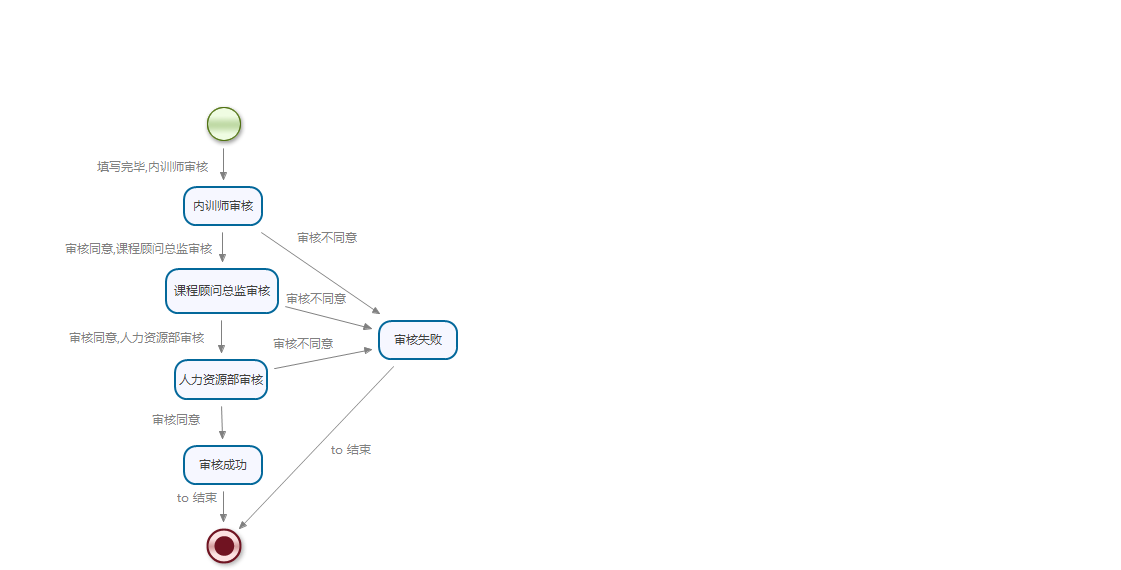 填写完毕,内训师审核
内训师审核
审核不同意
审核同意,课程顾问总监审核
课程顾问总监审核
审核不同意
审核同意,人力资源部审核
审核不同意
审核失败
人力资源部审核
审核同意
to 结束
审核成功
to 结束